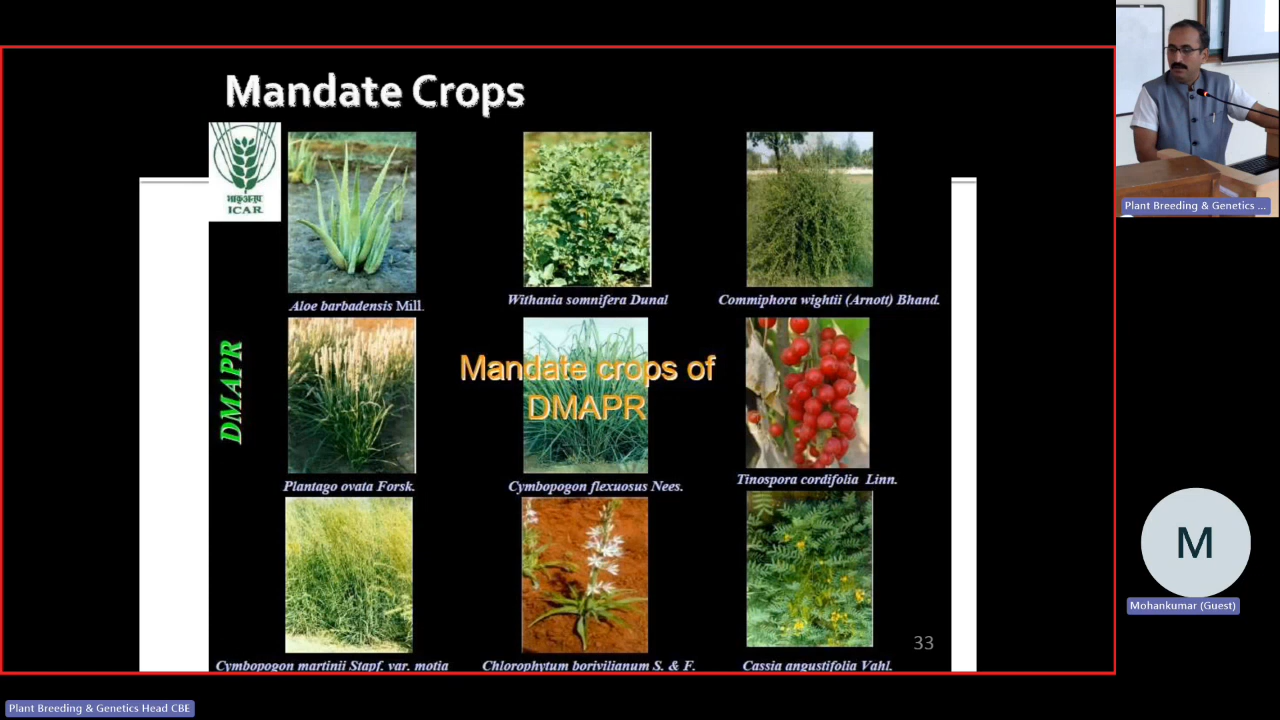 Mandate Crops
भाकृअनुप
ICAR
DMAPR
Aloe barbadensis Mill.
Withania somnifera Dunal
Commiphora wightii (Arnott) Bhand.
Mandate crops of
DMAPR
Plantago ovata Forsk.
Cymbopogon flexuosus Nees.
Tinospora cordifolia Linn.
33
Cymbopogon martinii Stapf. var. motia
Chlorophytum borivilianum S. & F.
Cassia angustifolia Vahl.
Plant Breeding & Genetics ...
M
Mohankumar (Guest)
Plant Breeding & Genetics Head CBE